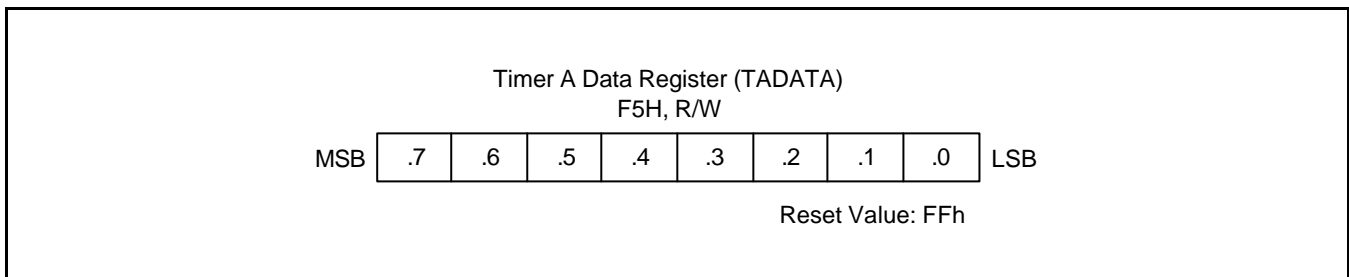 Timer A Data Register (TADATA)
F5H, R/W
MSB .7 .6 .5 .4 .3 .2 .1 .0 LSB
Reset Value: FFh